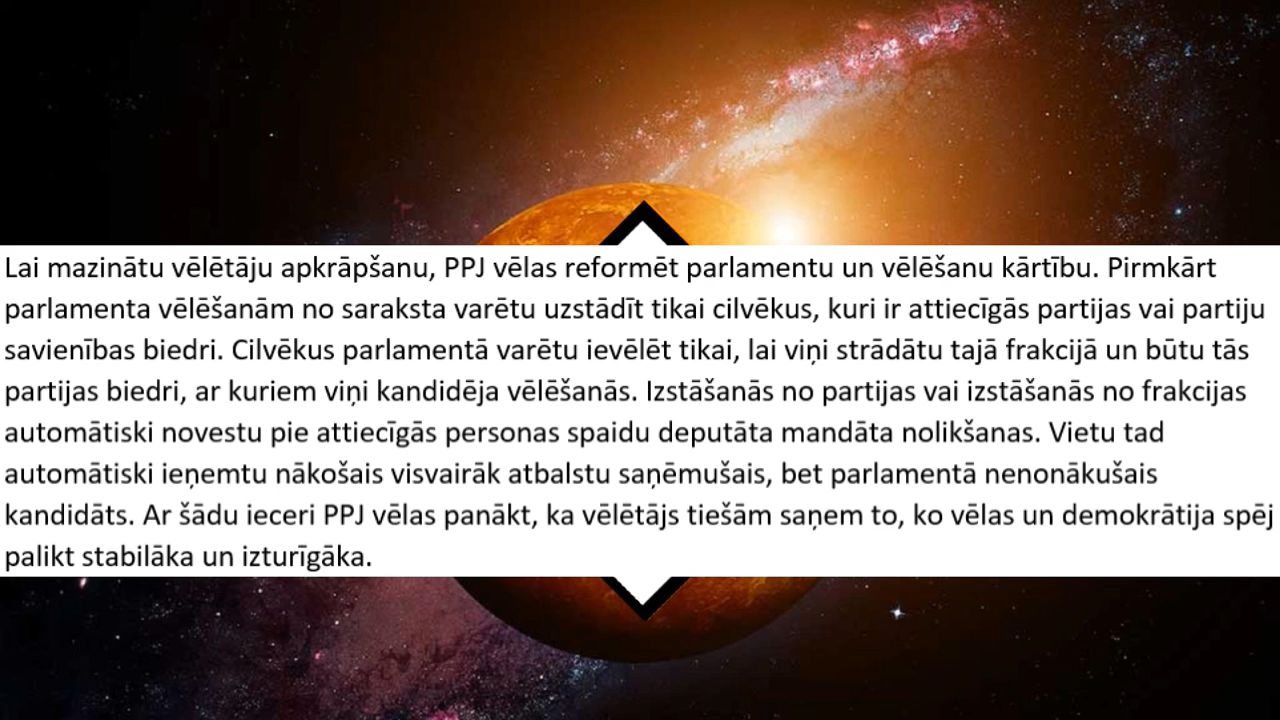 Lai mazinātu vēlētāju apkrāpšanu, PPJ vēlas reformēt parlamentu un vēlēšanu kārtību. Pirmkārt
parlamenta vēlēšanām no saraksta varētu uzstādīt tikai cilvēkus, kuri ir attiecīgās partijas vai partiju
savienības biedri. Cilvēkus parlamentā varētu ievēlēt tikai, lai viņi strādātu tajā frakcijā un būtu tās
partijas biedri, ar kuriem viņi kandidēja vēlēšanās. Izstāšanās no partijas vai izstāšanās no frakcijas
automātiski novestu pie attiecīgās personas spaidu deputāta mandāta nolikšanas. Vietu tad
automātiski ieņemtu nākošais visvairāk atbalstu saņēmušais, bet parlamentā nenonākušais
kandidāts. Ar šādu ieceri PPJ vēlas panākt, ka vēlētājs tiešām saņem to, ko vēlas un demokrātija spēj
palikt stabilāka un izturīgāka.